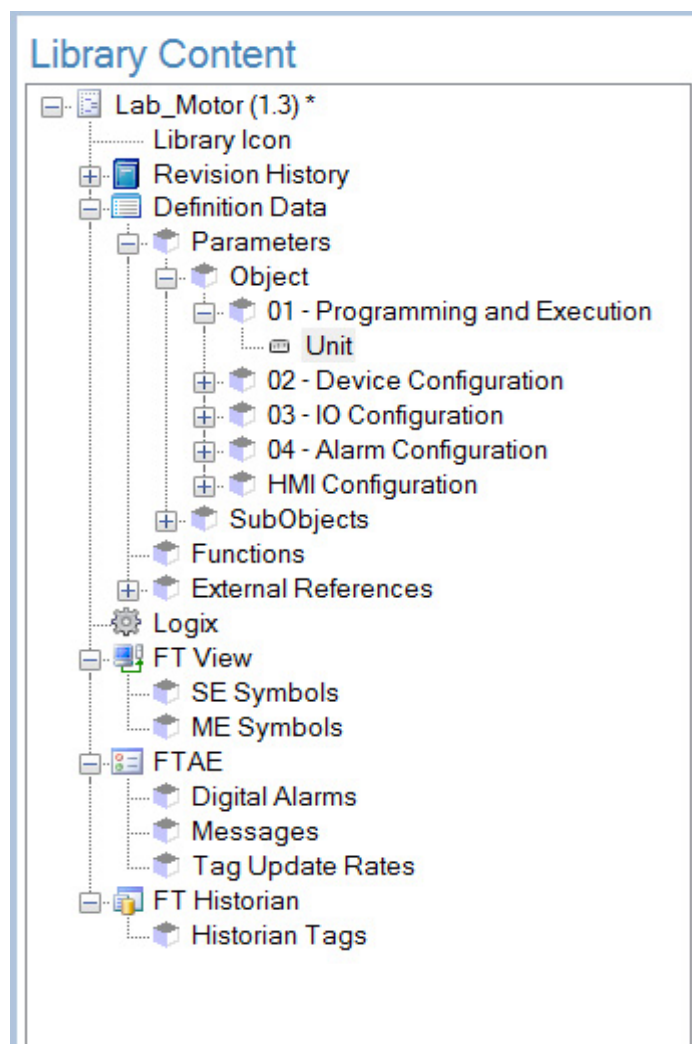 Library Content
Lab_Motor (1.3) *
Library Icon
Revision History
Definition Data
Parameters
Object
01 - Programming and Execution
Unit
02 - Device Configuration
03 - IO Configuration
04 - Alarm Configuration
HMI Configuration
SubObjects
Functions
External References
Logix
FT View
SE Symbols
ME Symbols
FTAE
Digital Alarms
Messages
Tag Update Rates
FT Historian
Historian Tags